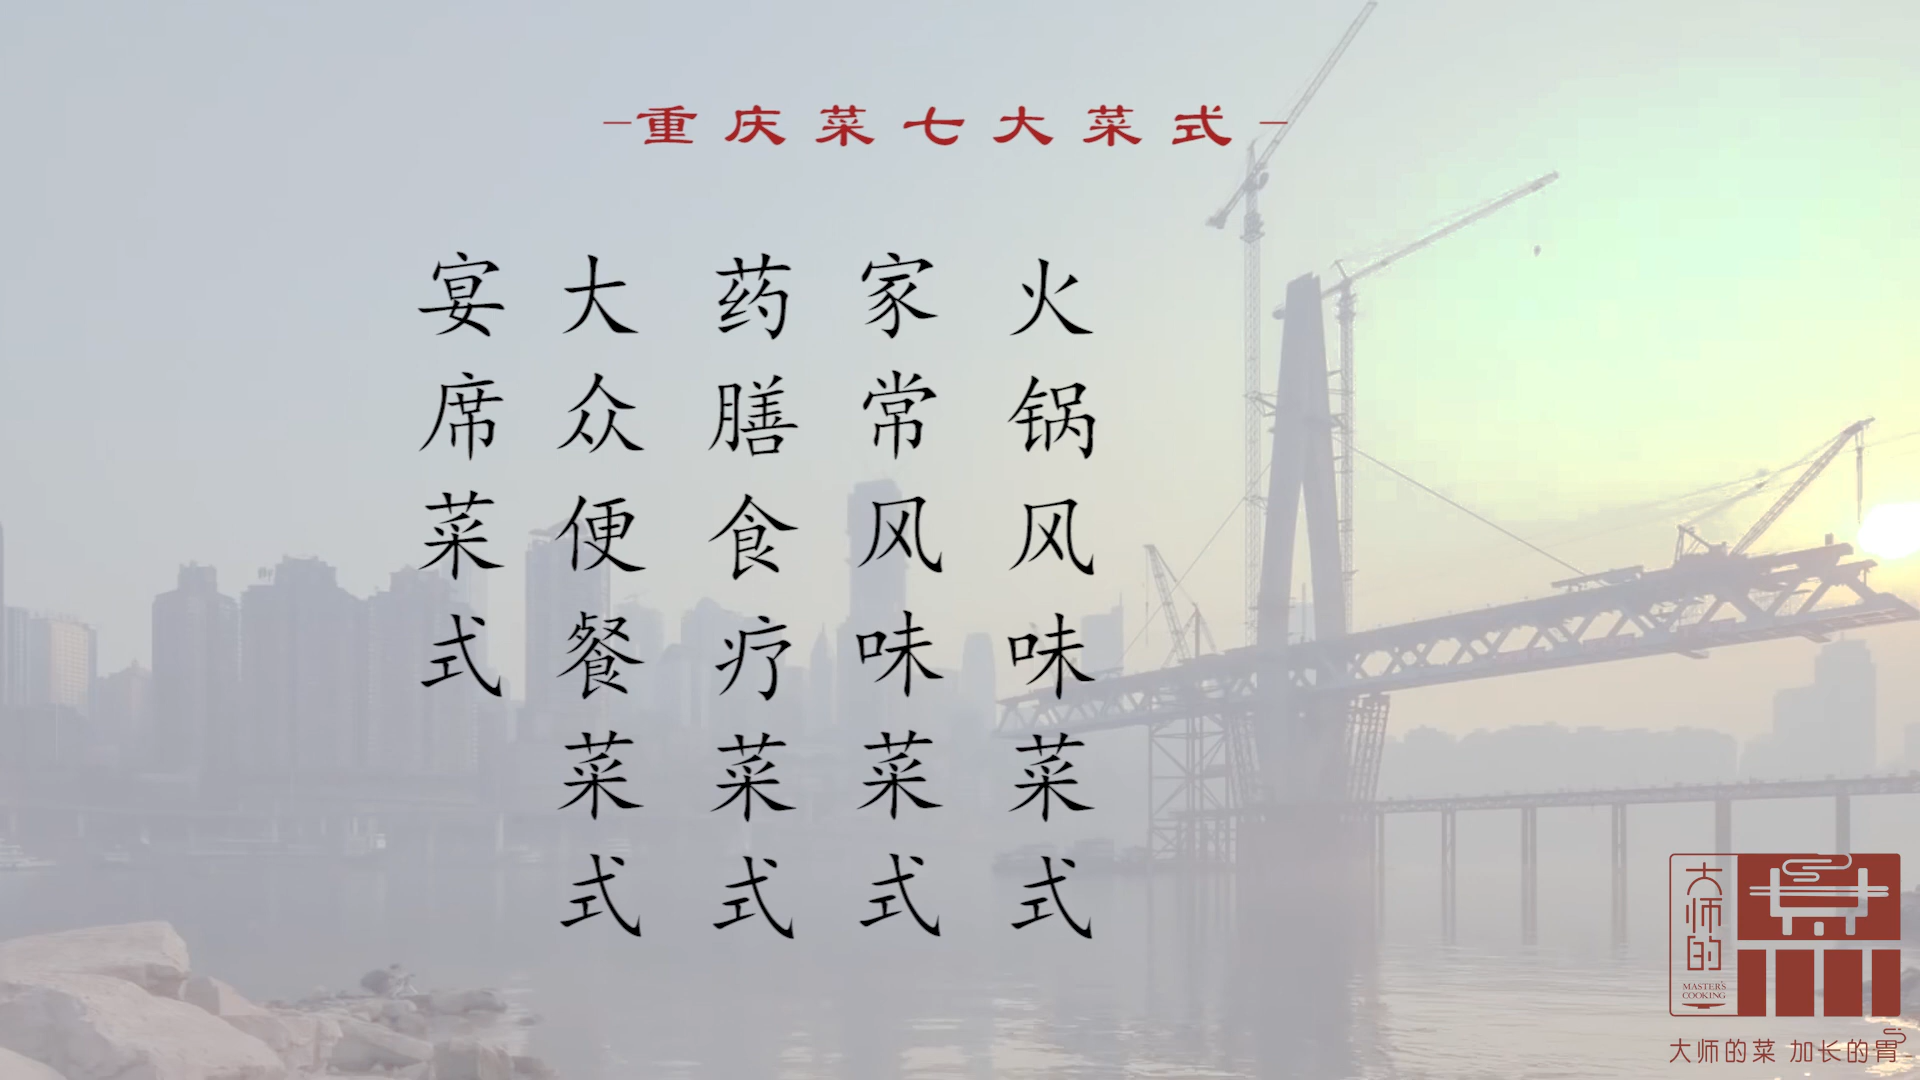 重庆菜七大菜式
宴席菜式
大众便餐菜式
药膳食疗菜式
家常风味菜式
火锅风味菜式
大师的菜
MASTER'S
COOKING
大师的菜 加长的胃